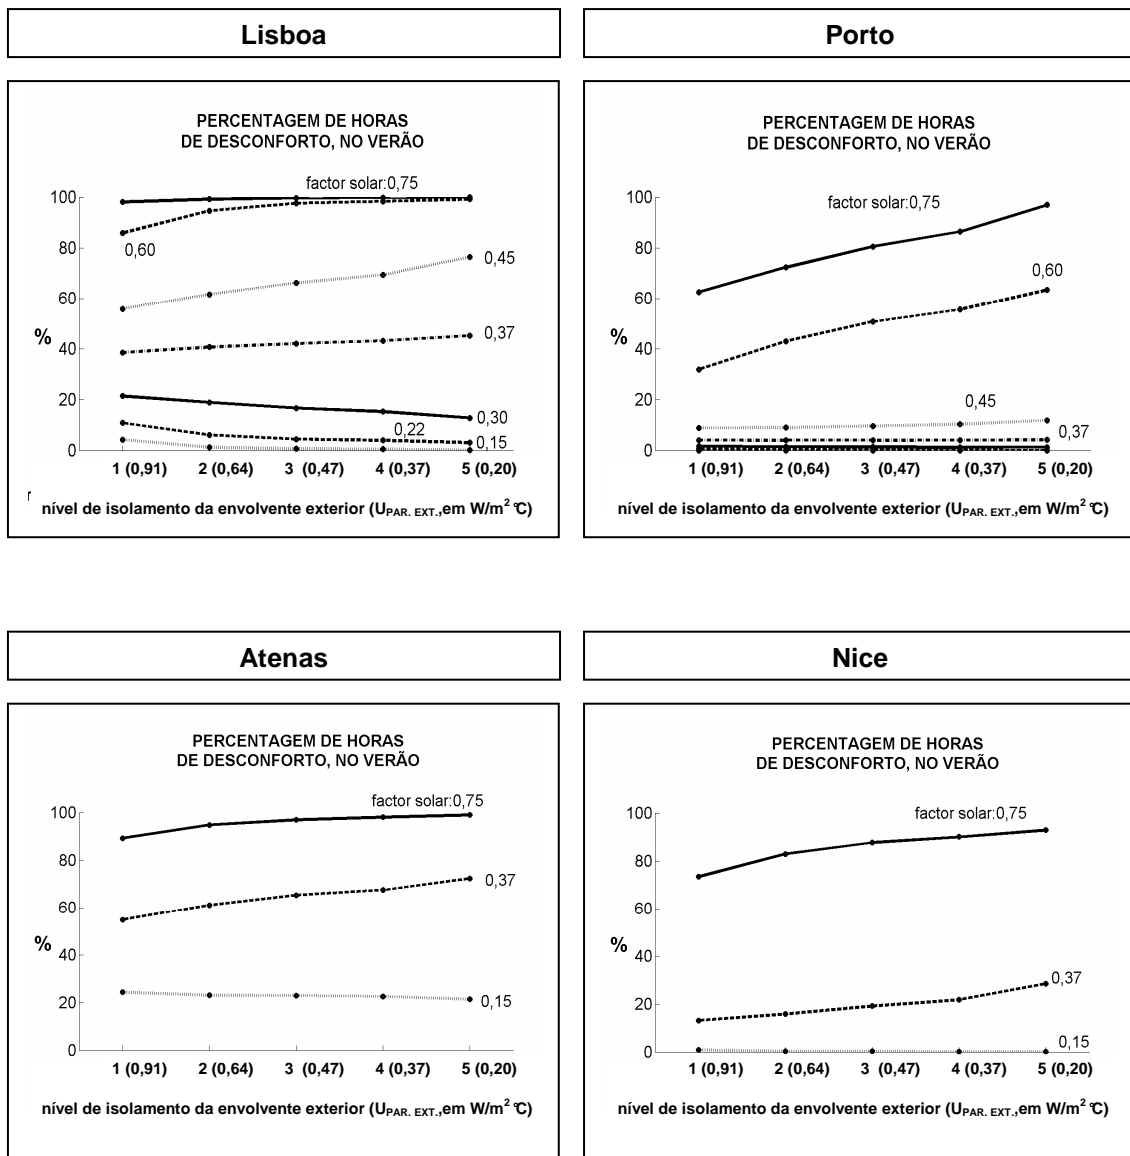 Lisboa
PERCENTAGEM DE HORAS
DE DESCONFORTO, NO VERÃO
factor solar:0,75
0,60
0,45
0,37
0,30
0,22
0,15
%
100
80
60
40
20
0
1 (0,91) 2 (0,64) 3 (0,47) 4 (0,37) 5 (0,20)
nível de isolamento da envolvente exterior (UPAR. EXT.,em W/m² °C)
Porto
PERCENTAGEM DE HORAS
DE DESCONFORTO, NO VERÃO
factor solar:0,75
0,60
0,45
0,37
%
100
80
60
40
20
0
1 (0,91) 2 (0,64) 3 (0,47) 4 (0,37) 5 (0,20)
nível de isolamento da envolvente exterior (UPAR. EXT.,em W/m² °C)
Atenas
PERCENTAGEM DE HORAS
DE DESCONFORTO, NO VERÃO
factor solar:0,75
0,37
0,15
%
100
80
60
40
20
0
1 (0,91) 2 (0,64) 3 (0,47) 4 (0,37) 5 (0,20)
nível de isolamento da envolvente exterior (UPAR. EXT.,em W/m² °C)
Nice
PERCENTAGEM DE HORAS
DE DESCONFORTO, NO VERÃO
factor solar:0,75
0,37
0,15
%
100
80
60
40
20
0
1 (0,91) 2 (0,64) 3 (0,47) 4 (0,37) 5 (0,20)
nível de isolamento da envolvente exterior (UPAR. EXT.,em W/m² °C)